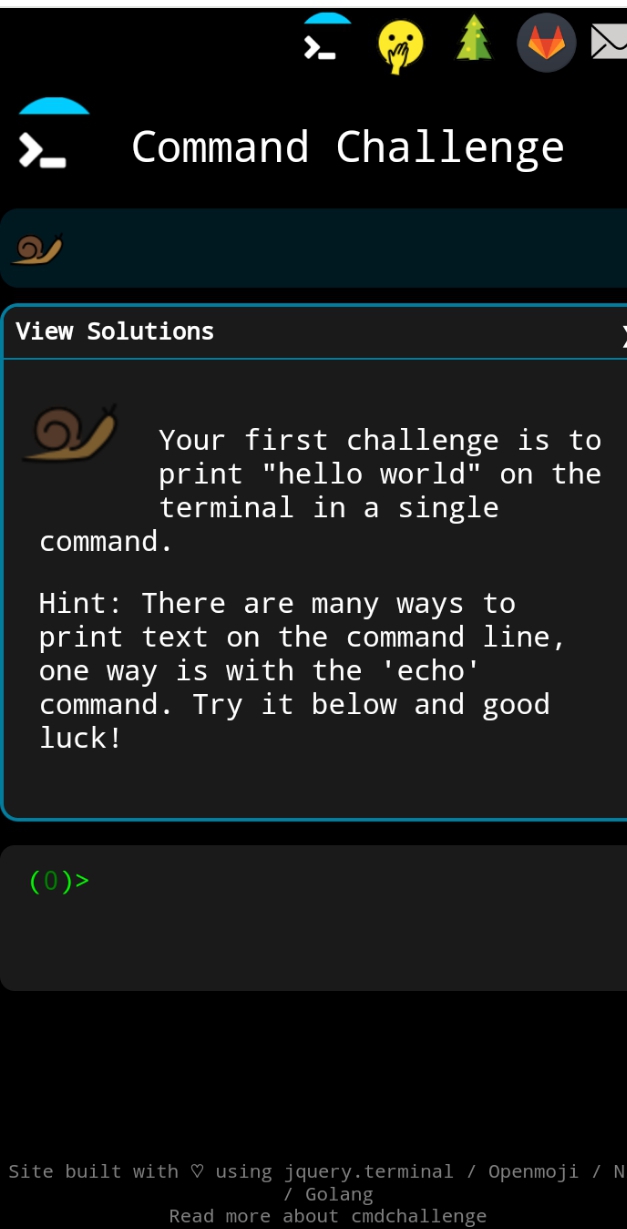 Command Challenge
View Solutions
Your first challenge is to
print "hello world" on the
terminal in a single
command.
Hint: There are many ways to
print text on the command line,
one way is with the 'echo'
command. Try it below and good
luck!
(0)>
Site built with ♡ using jquery.terminal / Openmoji / N
/ Golang
Read more about cmdchallenge